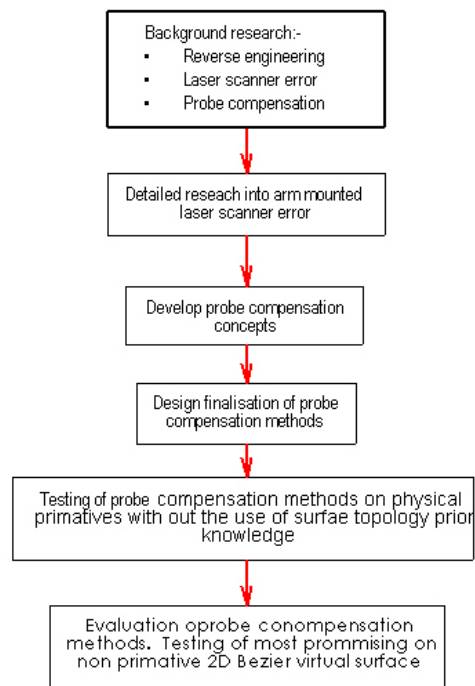 Background research:-
▪ Reverse engineering
▪ Laser scanner error
▪ Probe compensation
Detailed reseach into arm mounted
laser scanner error
Develop probe compensation
concepts
Design finalisation of probe
compensation methods
Testing of probe compensation methods on physical
primatives with out the use of surfae topology prior
knowledge
Evaluation oprobe conompensation
methods. Testing of most prommising on
non primative 2D Bezier virtual surface